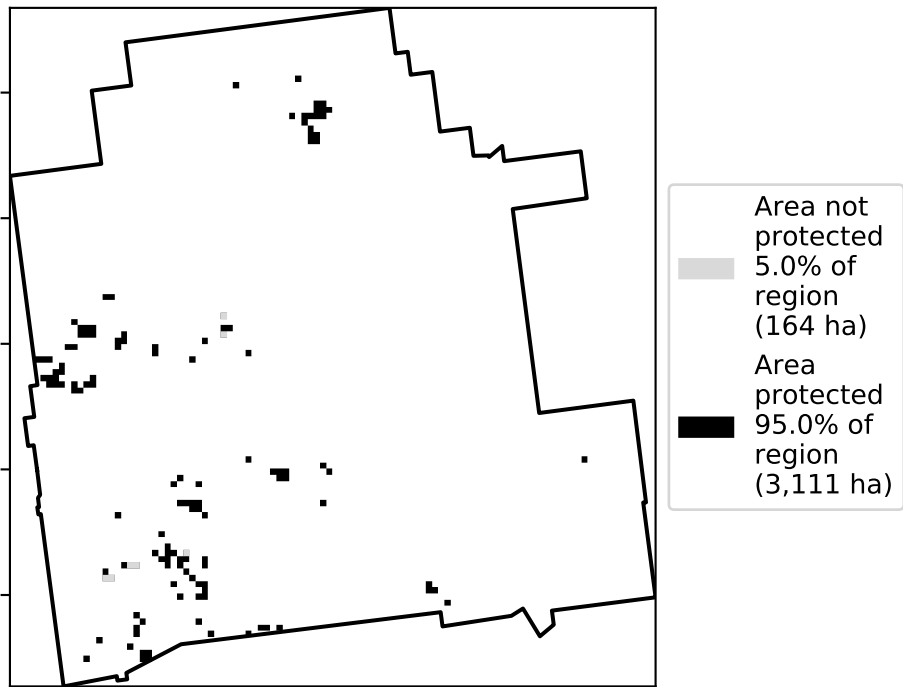 Area not
protected
5.0% of
region
(164 ha)
Area
protected
95.0% of
region
(3,111 ha)